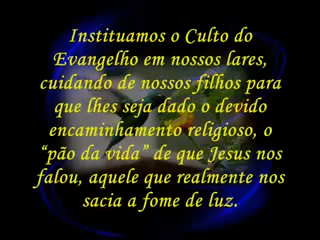 Instituamos o Culto do
Evangelho em nossos lares,
cuidando de nossos filhos para
que lhes seja dado o devido
encaminhamento religioso, o
“pão da vida” de que Jesus nos
falou, aquele que realmente nos
sacia a fome de luz.